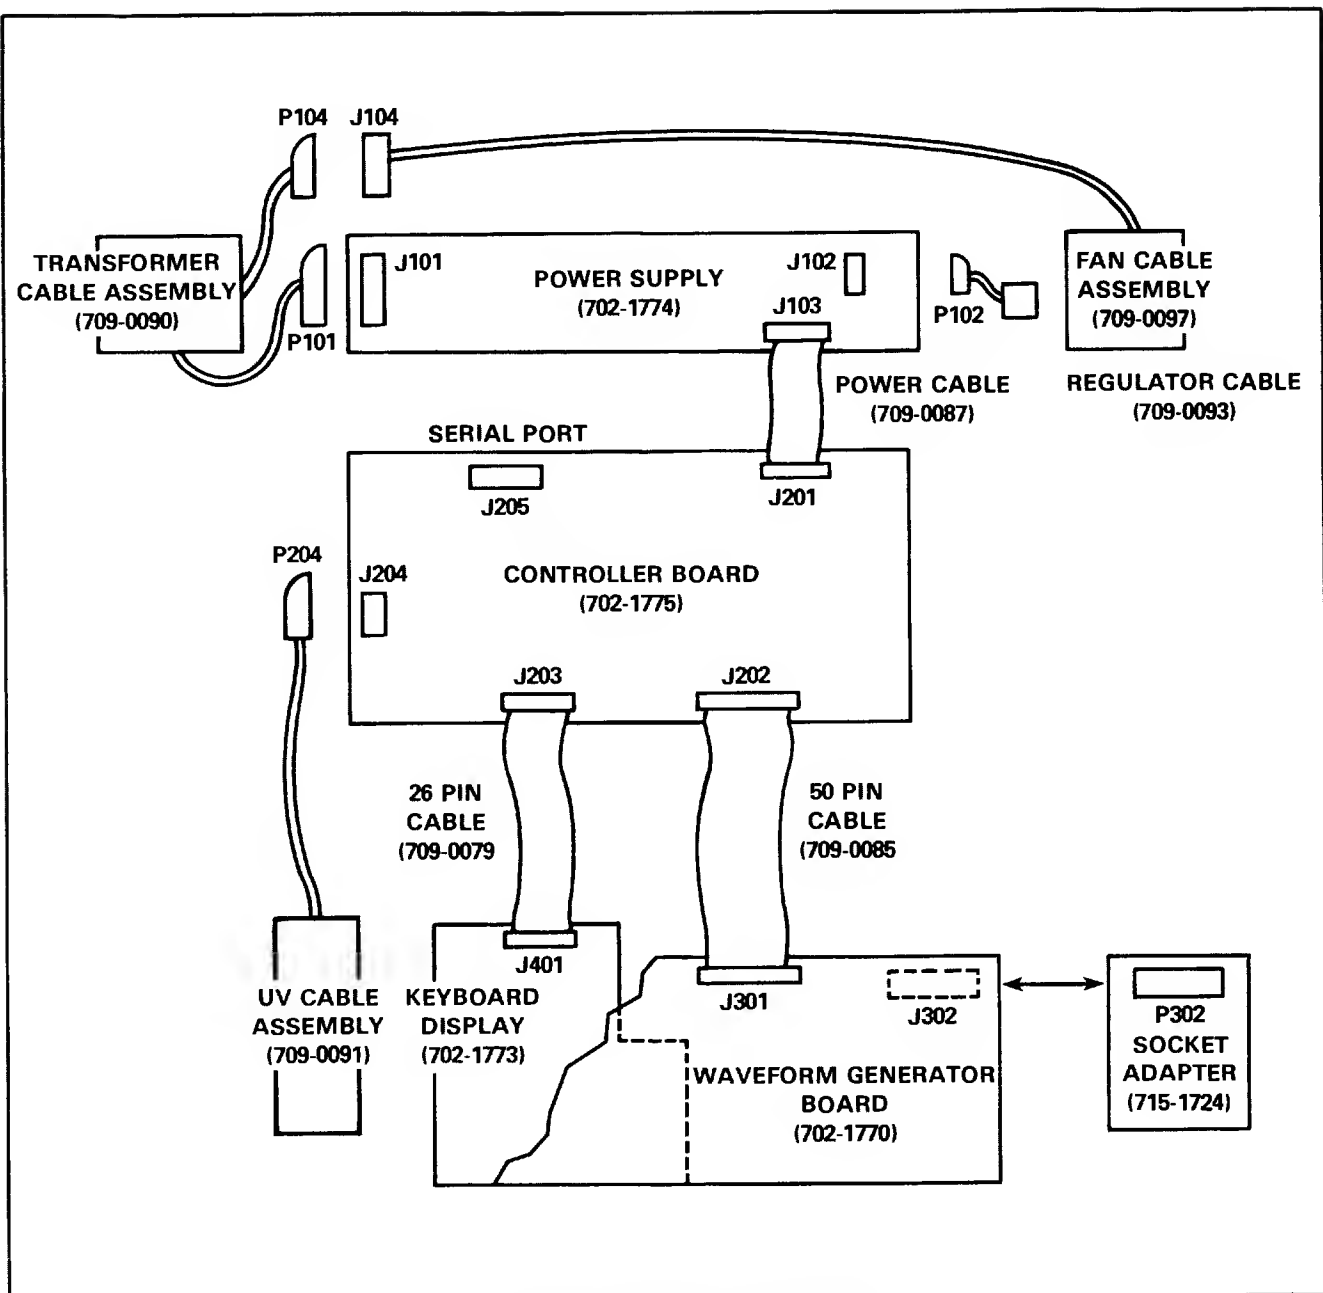 P104
J104
TRANSFORMER
CABLE ASSEMBLY
(709-0090)
P101
J101
POWER SUPPLY
(702-1774)
J102
J103
P102
FAN CABLE
ASSEMBLY
(709-0097)
POWER CABLE
(709-0087)
REGULATOR CABLE
(709-0093)
SERIAL PORT
J205
J201
P204
J204
CONTROLLER BOARD
(702-1775)
J203
J202
26 PIN
CABLE
(709-0079
50 PIN
CABLE
(709-0085
J401
J301
J302
UV CABLE
ASSEMBLY
(709-0091)
KEYBOARD
DISPLAY
(702-1773)
WAVEFORM GENERATOR
BOARD
(702-1770)
P302
SOCKET
ADAPTER
(715-1724)